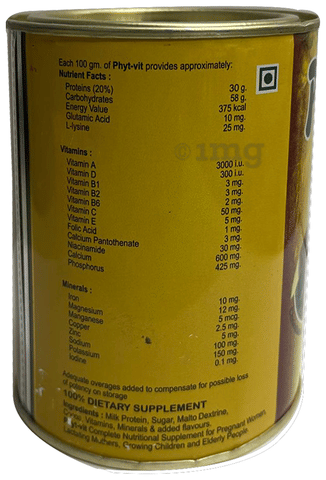 Each 100 gm. of Phyt-vit provides approximately:
Nutrient Facts :
Proteins (20%) 30 g.
Carbohydrates 58 g.
Energy Value 375 kcal
Glutamic Acid 10 mg.
L-lysine 25 mg.
Vitamins :
Vitamin A 3000 i.u.
Vitamin D 300 i.u.
Vitamin B1 3 mg.
Vitamin B2 3 mg.
Vitamin B6 2 mg.
Vitamin C 50 mg.
Vitamin E 5 mg.
Folic Acid 1 mg.
Calcium Pantothenate 3 mg.
Niacinamide 30 mg.
Calcium 600 mg.
Phosphorus 425 mg.
Minerals :
Iron 10 mg.
Magnesium 12 mg.
Manganese 5 mcg.
Copper 2.5 mg.
Zinc 5 mg.
Sodium 100 mg.
Potassium 150 mg.
Iodine 0.1 mg.
Adequate overages added to compensate for possible loss
of potency on storage
100% DIETARY SUPPLEMENT
Ingredients : Milk Protein, Sugar, Malto Dextrine,
Vitamins, Minerals & added flavours.
Phyt-vit Complete Nutritional Supplement for Pregnant Women,
Mothers, Growing Children and Elderly People.
1mg